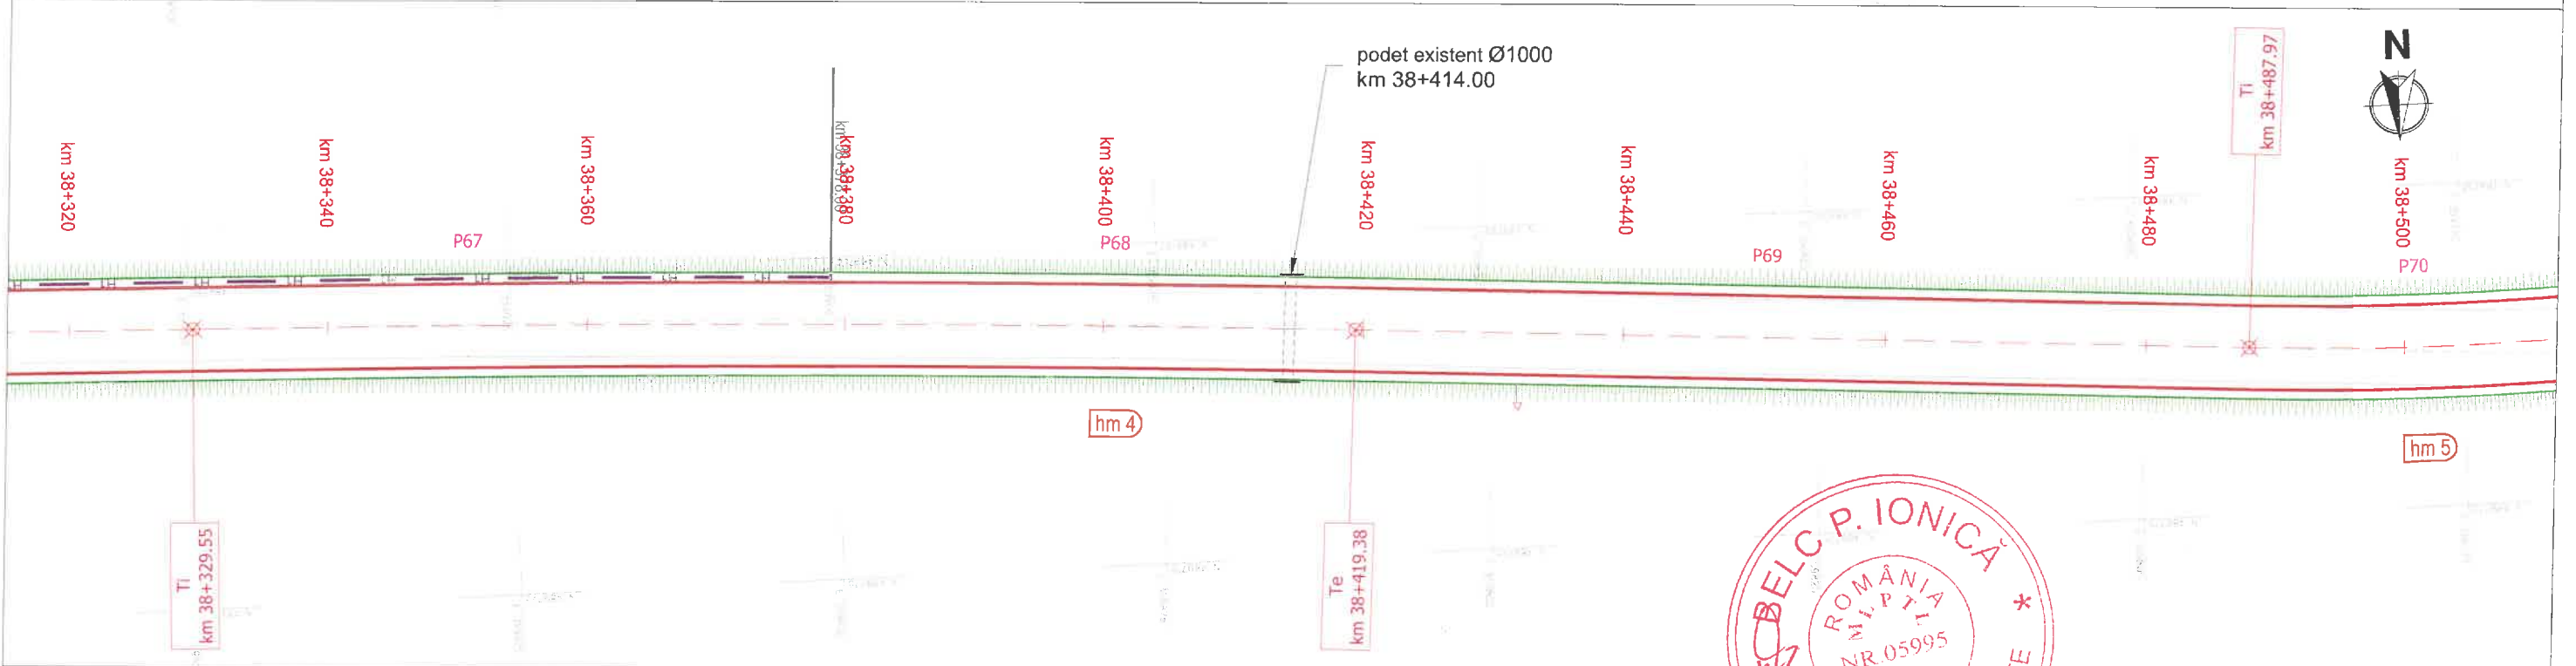 podet existent Ø1000
km 38+414.00
N
Ti
km 38+487.97
km 38+320
km 38+340
km 38+360
km 38+380
km 38+400
km 38+420
km 38+440
km 38+460
km 38+480
km 38+500
P67
P68
P69
P70
hm 4
hm 5
Ti
km 38+329.55
Te
km 38+419.38
BELC P. IONICĂ
ROMÂNIA
NR.05995